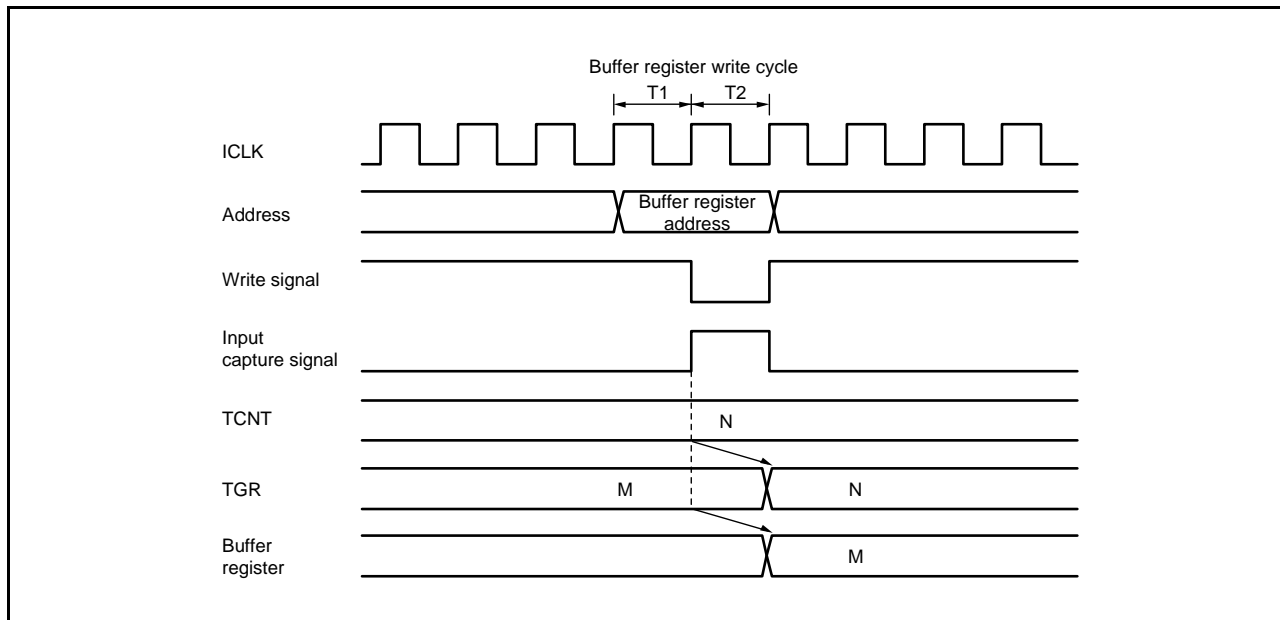 Buffer register write cycle
T1 T2
ICLK
Address
Buffer register
address
Write signal
Input
capture signal
TCNT
N
TGR
M
N
Buffer
register
M